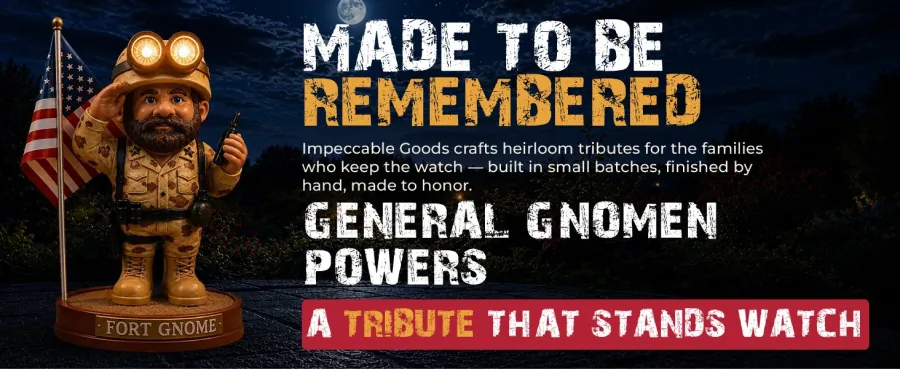 MADE TO BE
REMEMBERED
Impeccable Goods crafts heirloom tributes for the families
who keep the watch — built in small batches, finished by
hand, made to honor.
GENERAL GNOMEN
POWERS
A TRIBUTE THAT STANDS WATCH
· FORT GNOME ·